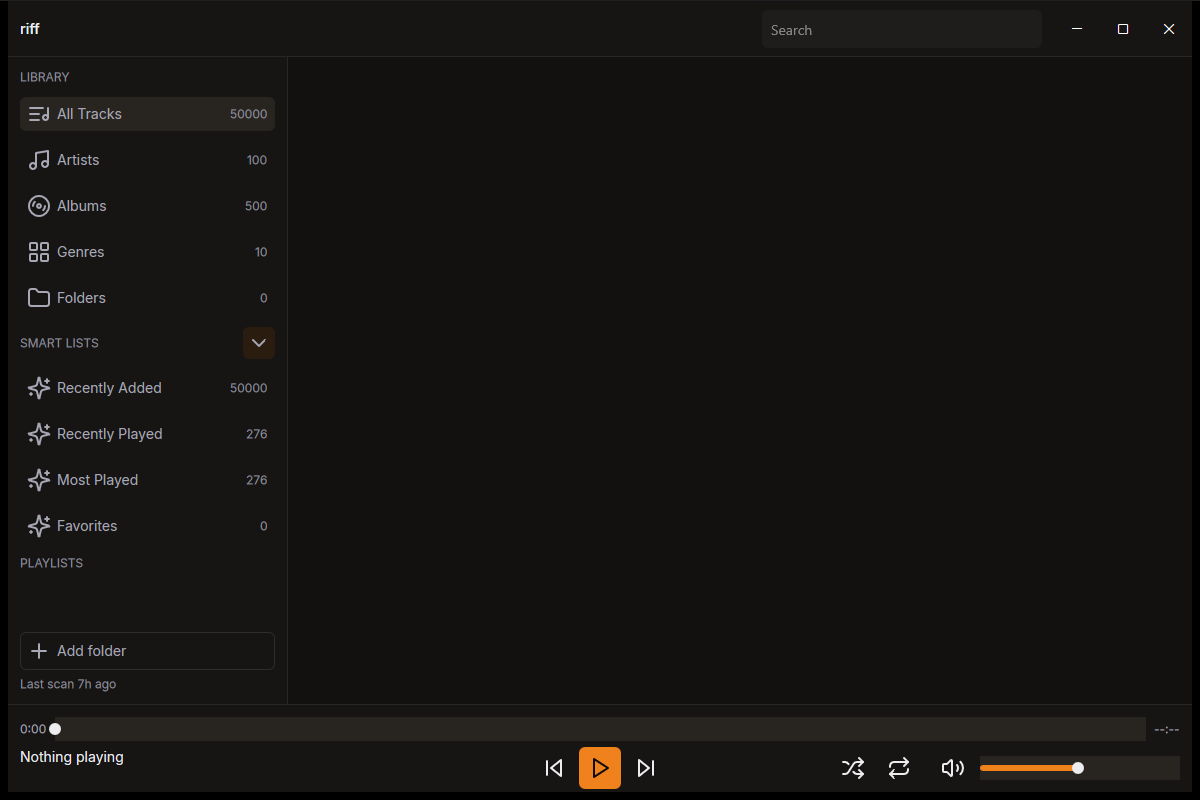 riff
Search
LIBRARY
All Tracks 50000
Artists 100
Albums 500
Genres 10
Folders 0
SMART LISTS
Recently Added 50000
Recently Played 276
Most Played 276
Favorites 0
PLAYLISTS
Add folder
Last scan 7h ago
0:00 --:--
Nothing playing